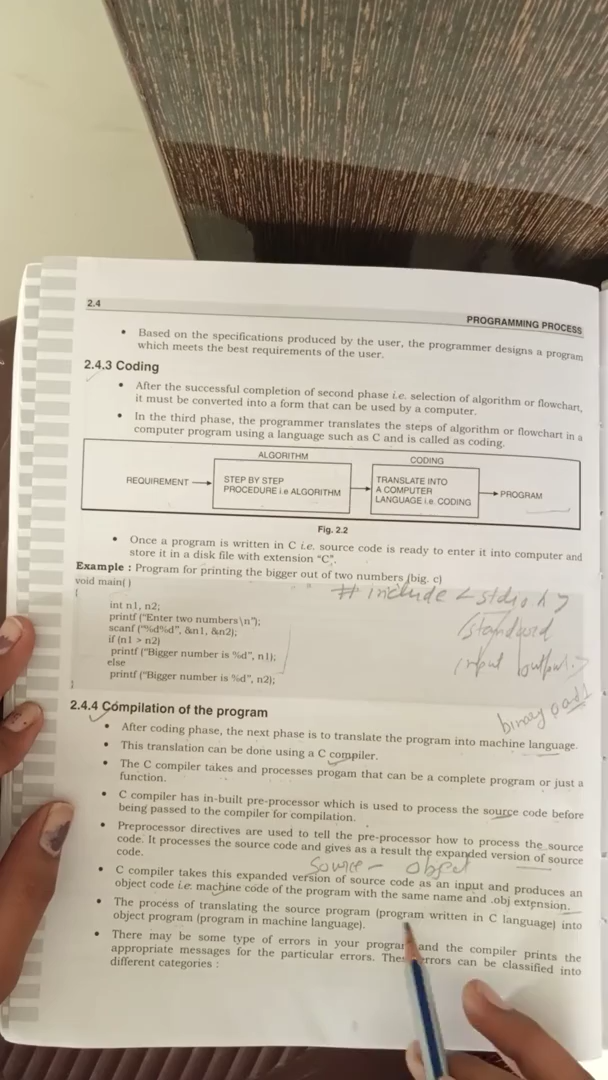 2.4
PROGRAMMING PROCESS
• Based on the specifications produced by the user, the programmer designs a program
which meets the best requirements of the user.
2.4.3 Coding
• After the successful completion of second phase i.e. selection of algorithm or flowchart,
it must be converted into a form that can be used by a computer.
• In the third phase, the programmer translates the steps of algorithm or flowchart in a
computer program using a language such as C and is called as coding.
ALGORITHM
CODING
REQUIREMENT
STEP BY STEP
PROCEDURE i.e ALGORITHM
TRANSLATE INTO
A COMPUTER
LANGUAGE i.e. CODING
PROGRAM
Fig. 2.2
• Once a program is written in C i.e. source code is ready to enter it into computer and
store it in a disk file with extension "C".
Example : Program for printing the bigger out of two numbers (big. c)
# include <stdio.h>
void main( )
{
int n1, n2;
printf ("Enter two numbers\n");
scanf ("%d%d", &n1, &n2);
if (n1 > n2)
printf ("Bigger number is %d", n1);
else
printf ("Bigger number is %d", n2);
}
standard
input output
binary
2.4.4 Compilation of the program
• After coding phase, the next phase is to translate the program into machine language.
• This translation can be done using a C compiler.
• The C compiler takes and processes progam that can be a complete program or just a
function.
• C compiler has in-built pre-processor which is used to process the source code before
being passed to the compiler for compilation.
• Preprocessor directives are used to tell the pre-processor how to process the source
code. It processes the source code and gives as a result the expanded version of source
code.
Source - Object
• C compiler takes this expanded version of source code as an input and produces an
object code i.e. machine code of the program with the same name and .obj extension.
• The process of translating the source program (program written in C language) into
object program (program in machine language).
• There may be some type of errors in your program and the compiler prints the
appropriate messages for the particular errors. These errors can be classified into
different categories :